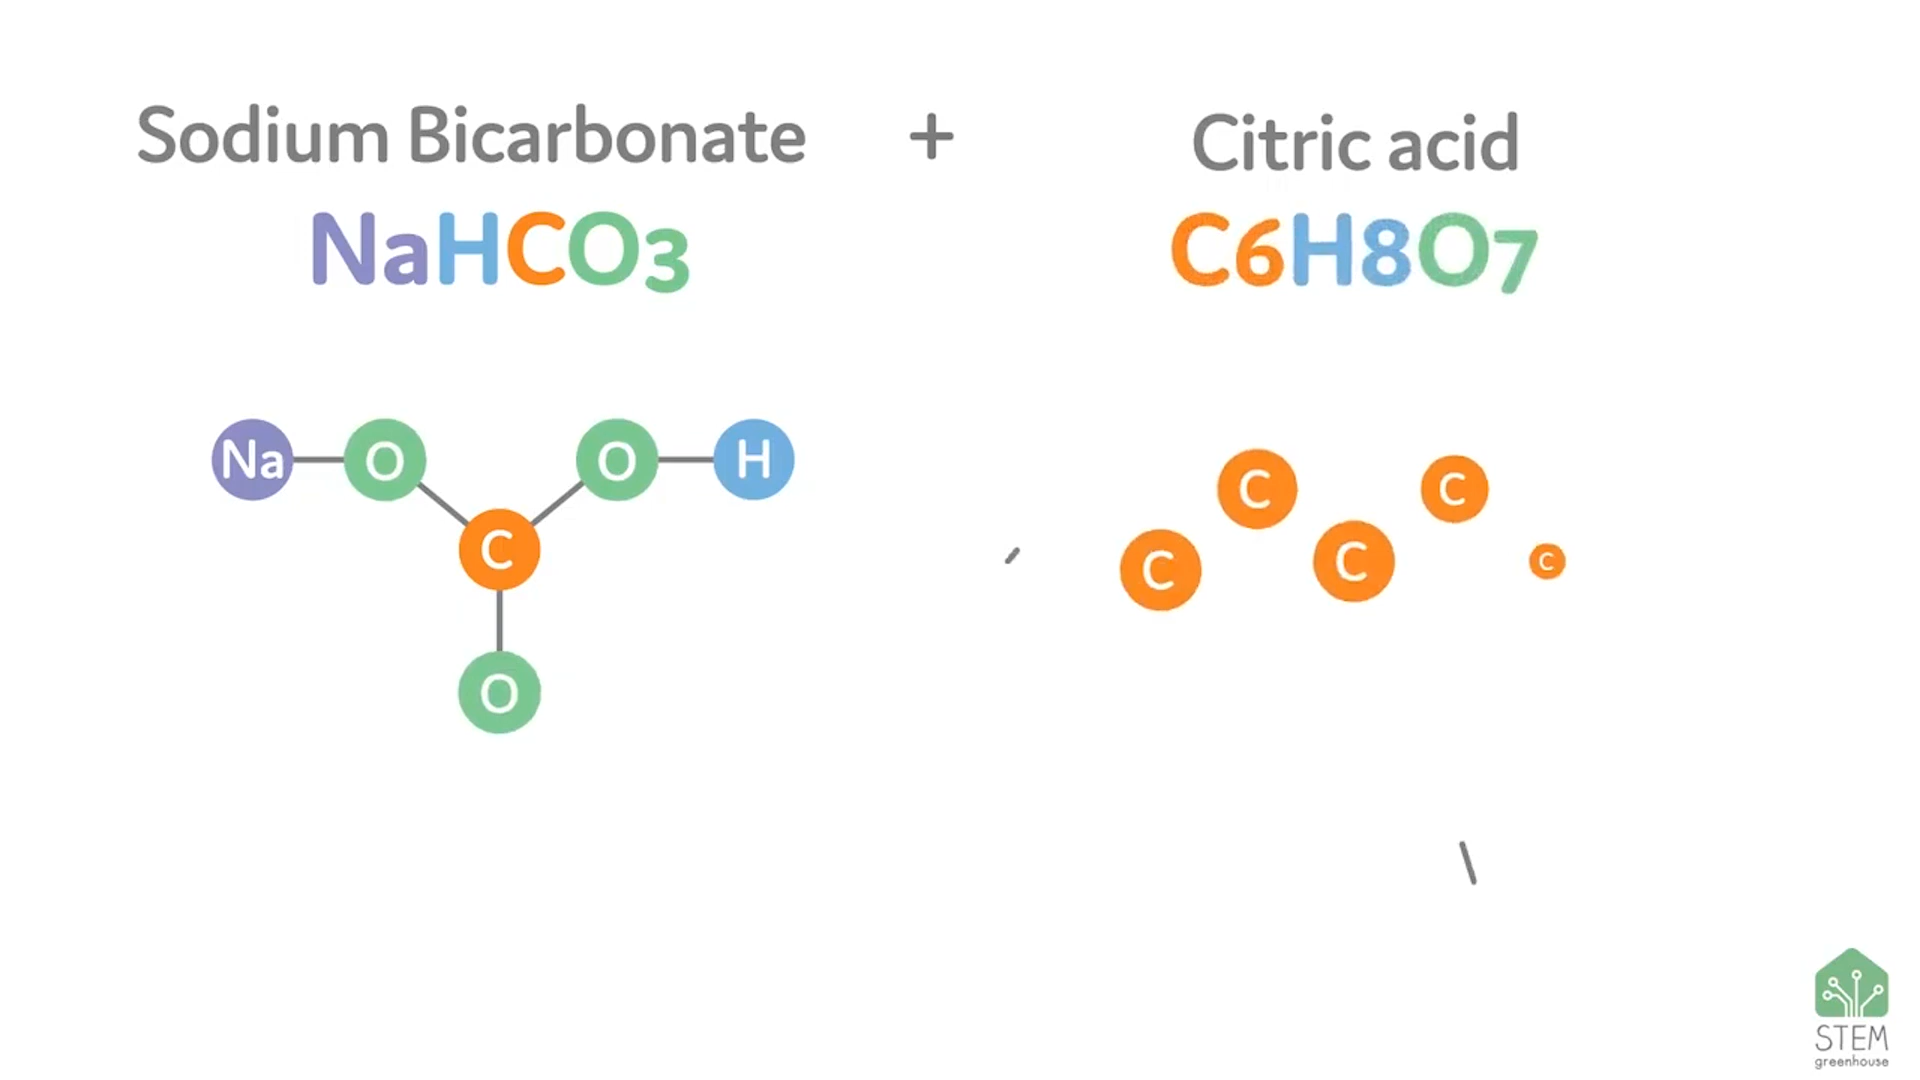 Sodium Bicarbonate + Citric acid
NaHCO3 C6H8O7
Na O O H
C
C C
C C C
O
STEM
greenhouse